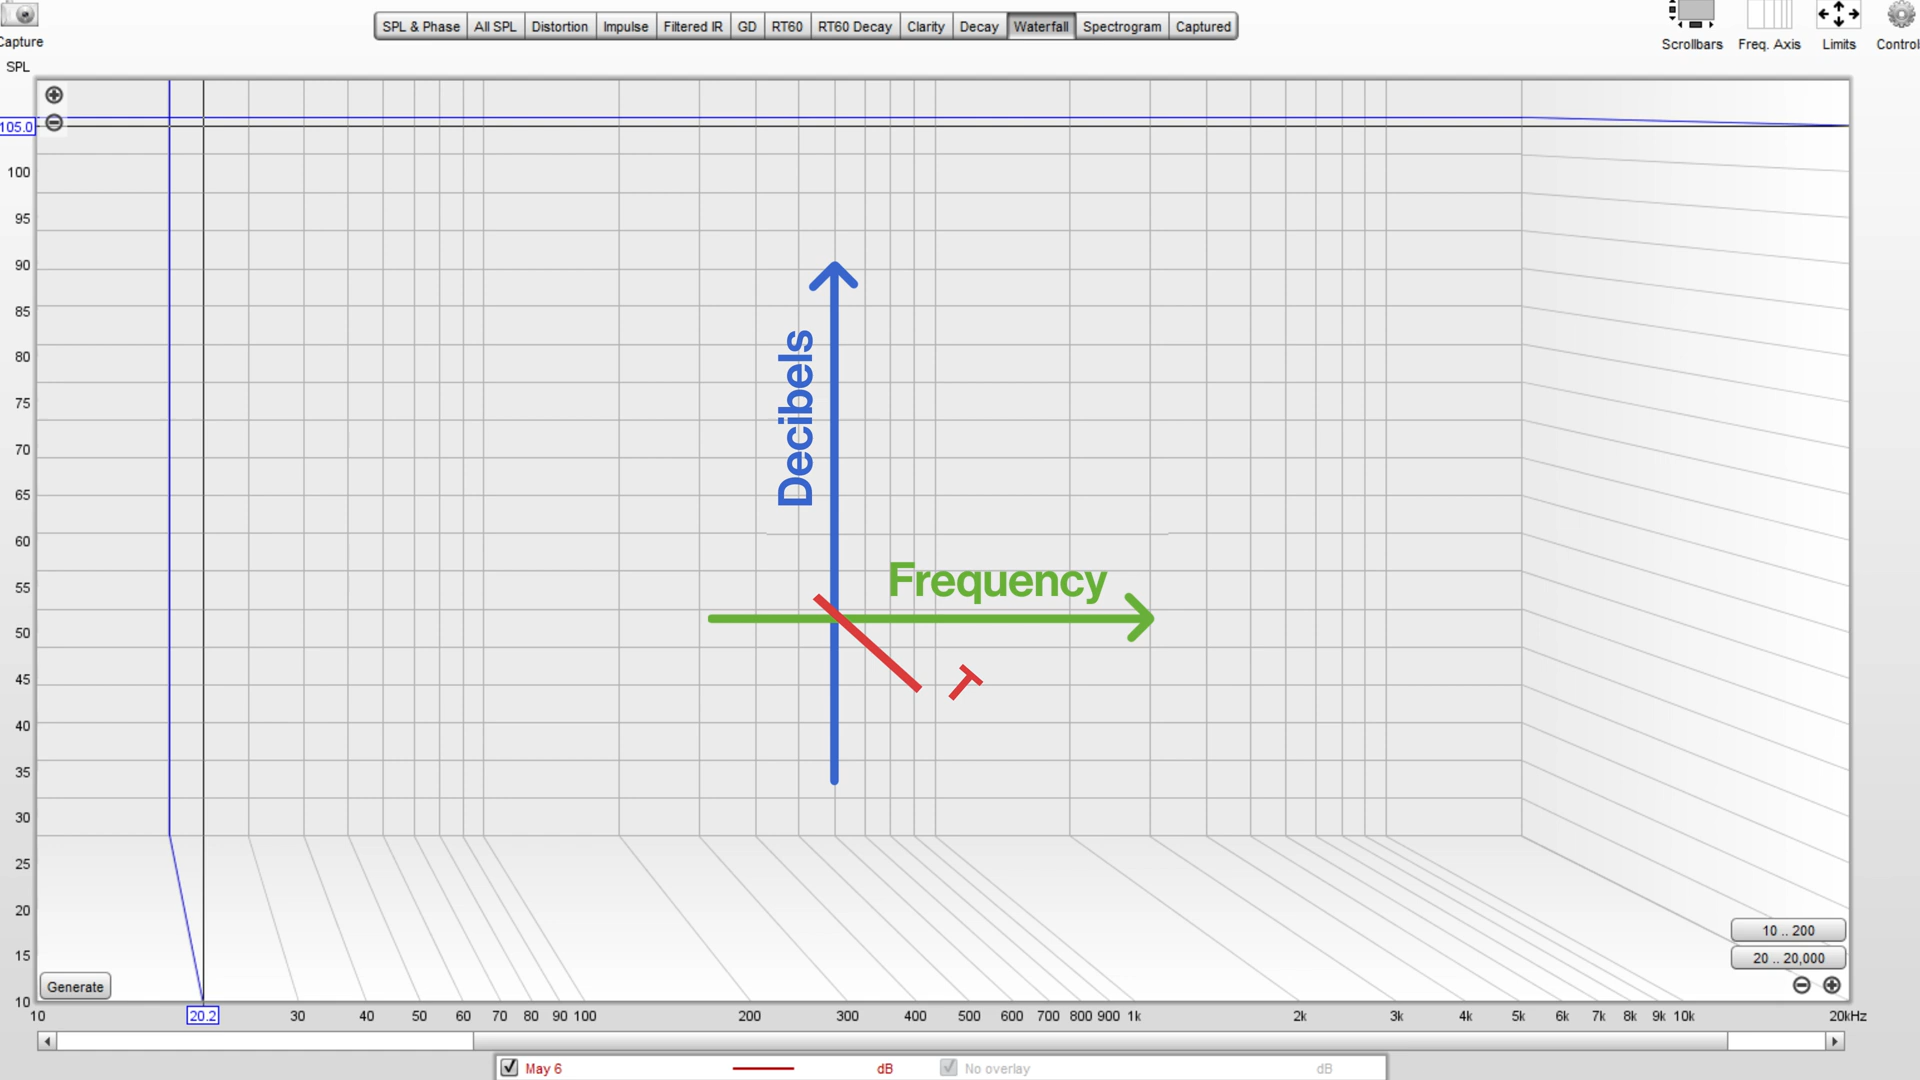 SPL & Phase All SPL Distortion Impulse Filtered IR GD RT60 RT60 Decay Clarity Decay Waterfall Spectrogram Captured
Capture Scrollbars Freq. Axis Limits Control
SPL
105.0
100
95
90
85
80
75
70
65
60
55
50
45
40
35
30
25
20
15
10
Decibels
Frequency
T
10 .. 200
20 .. 20,000
Generate
10 20.2 30 40 50 60 70 80 90 100 200 300 400 500 600 700 800 900 1k 2k 3k 4k 5k 6k 7k 8k 9k 10k 20kHz
May 6 dB No overlay dB